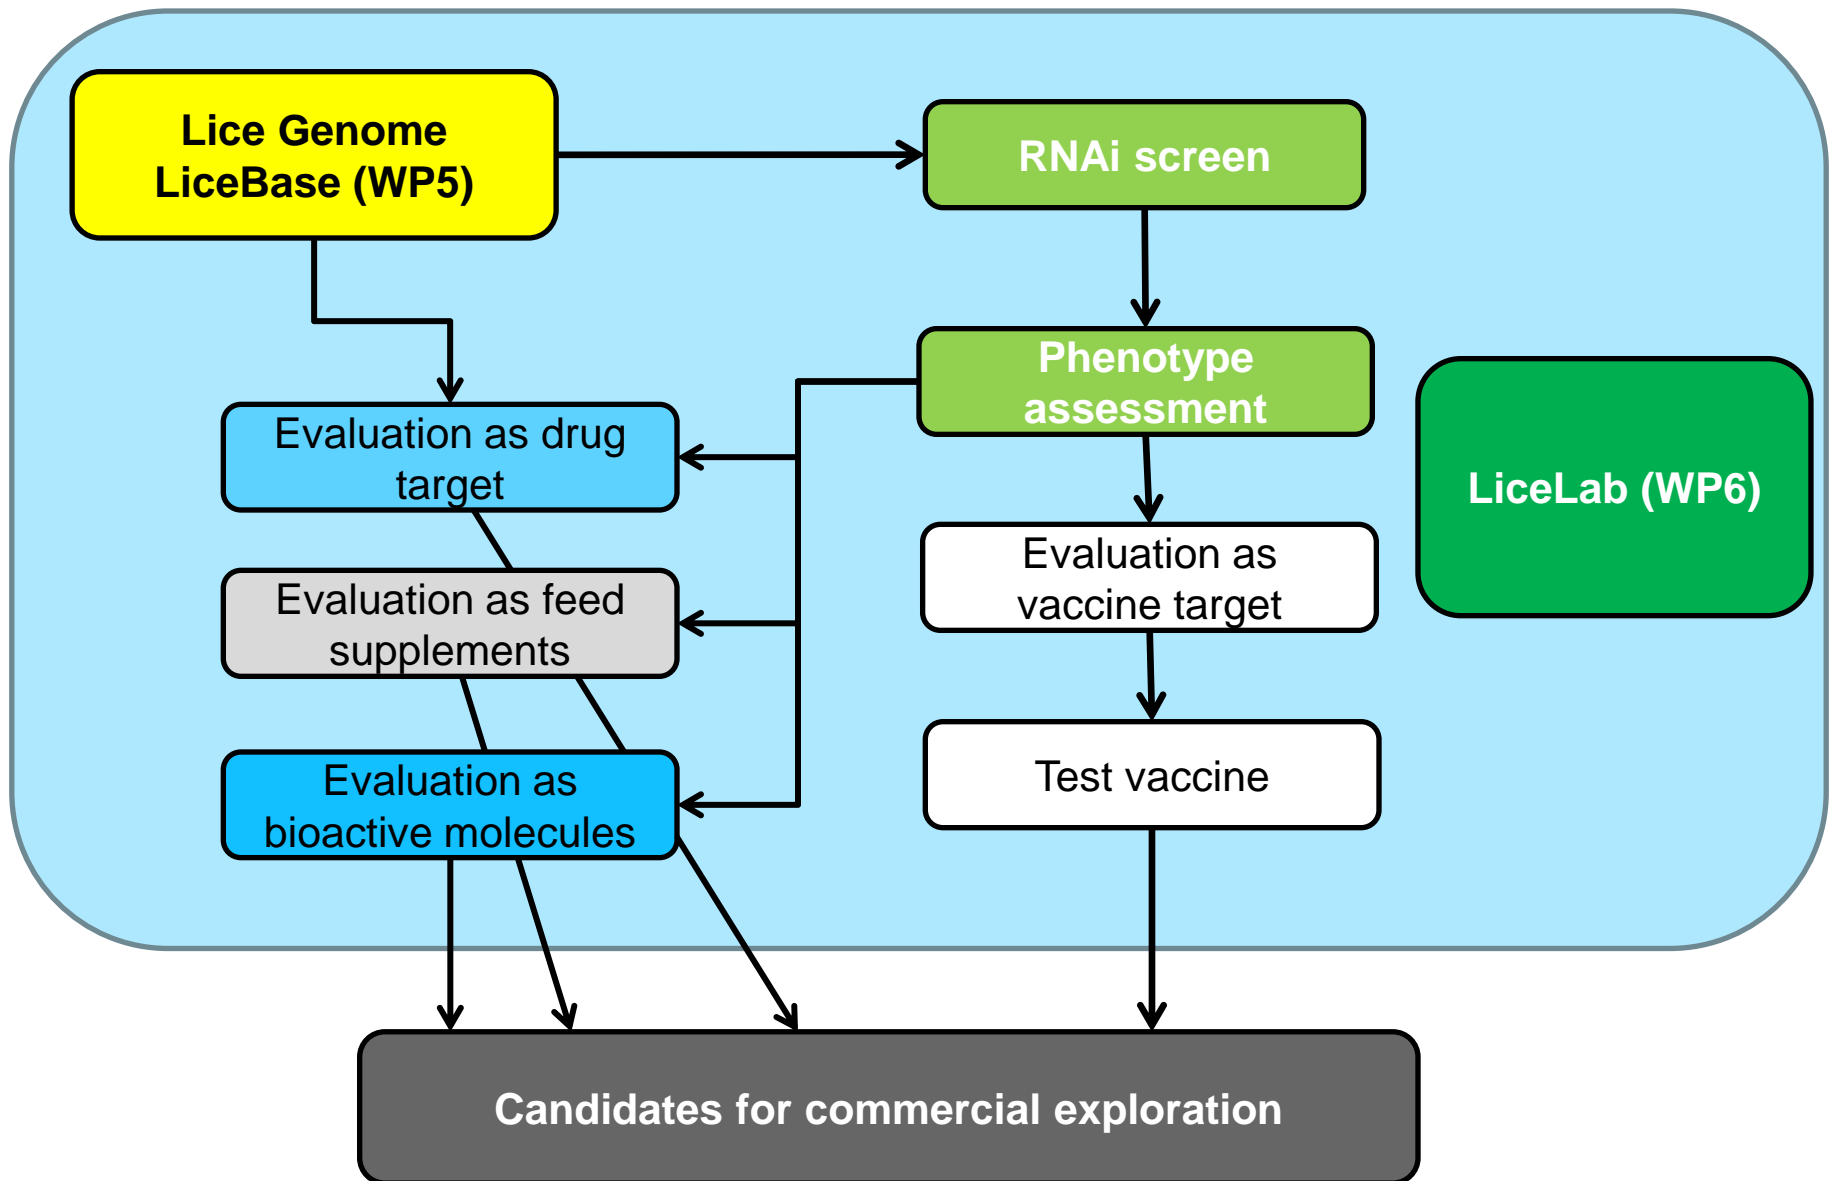 Lice Genome
LiceBase (WP5)
RNAi screen
Phenotype
assessment
LiceLab (WP6)
Evaluation as drug
target
Evaluation as
vaccine target
Evaluation as feed
supplements
Evaluation as
bioactive molecules
Test vaccine
Candidates for commercial exploration